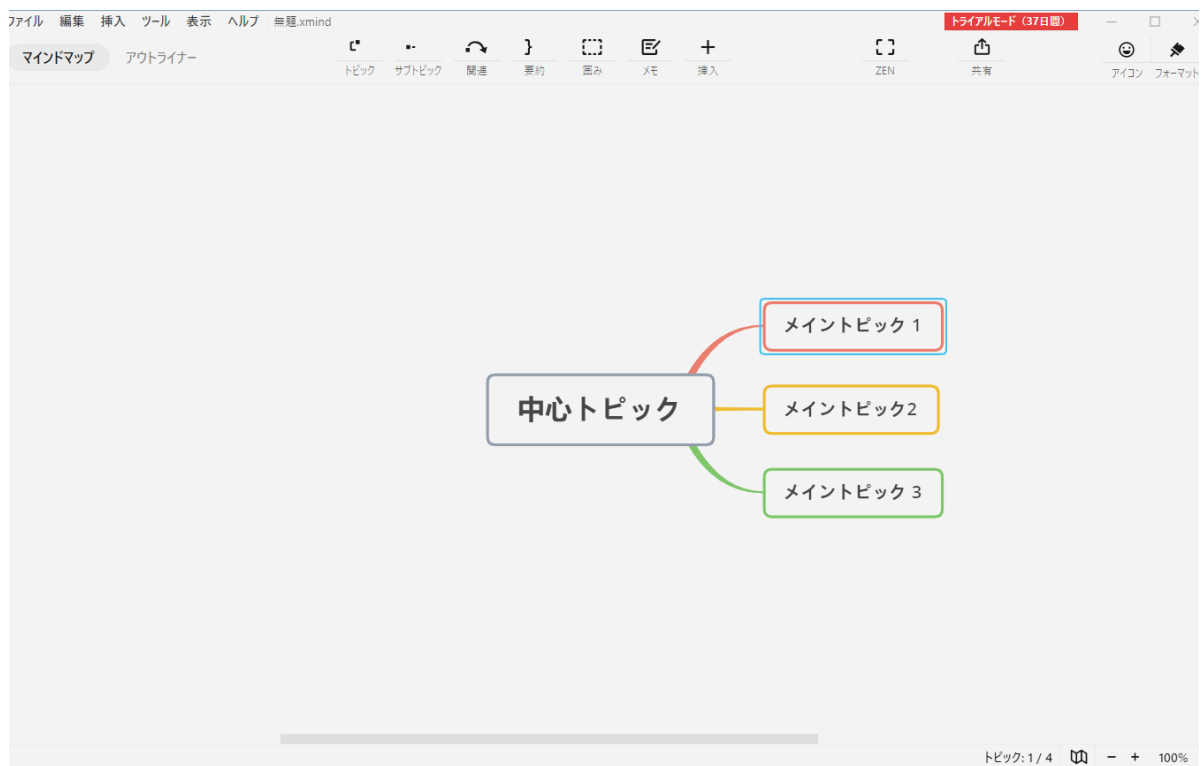 ファイル 編集 挿入 ツール 表示 ヘルプ 無題.xmind トライアルモード（37日間）
マインドマップ アウトライナー トピック サブトピック 関連 要約 囲み メモ 挿入 ZEN 共有 アイコン フォーマット
メイントピック 1
中心トピック メイントピック2
メイントピック 3
トピック: 1 / 4 100%